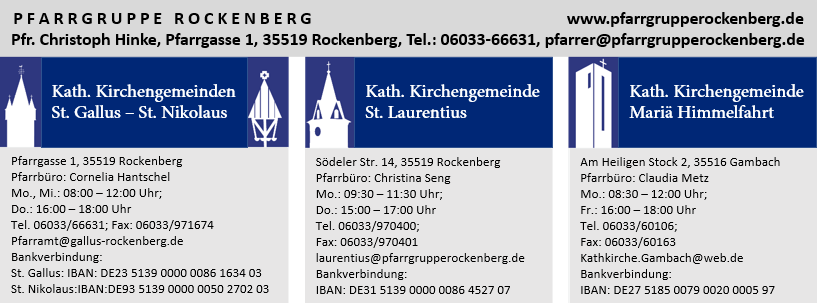 PFARRGRUPPE ROCKENBERG www.pfarrgrupperockenberg.de
Pfr. Christoph Hinke, Pfarrgasse 1, 35519 Rockenberg, Tel.: 06033-66631, pfarrer@pfarrgrupperockenberg.de
Kath. Kirchengemeinden
St. Gallus – St. Nikolaus
Pfarrgasse 1, 35519 Rockenberg
Pfarrbüro: Cornelia Hantschel
Mo., Mi.: 08:00 – 12:00 Uhr;
Do.: 16:00 – 18:00 Uhr
Tel. 06033/66631; Fax: 06033/971674
Pfarramt@gallus-rockenberg.de
Bankverbindung:
St. Gallus: IBAN: DE23 5139 0000 0086 1634 03
St. Nikolaus:IBAN:DE93 5139 0000 0050 2702 03
Kath. Kirchengemeinde
St. Laurentius
Södeler Str. 14, 35519 Rockenberg
Pfarrbüro: Christina Seng
Mo.: 09:30 – 11:30 Uhr;
Do.: 15:00 – 17:00 Uhr
Tel. 06033/970400;
Fax: 06033/970401
laurentius@pfarrgrupperockenberg.de
Bankverbindung:
IBAN: DE31 5139 0000 0086 4527 07
Kath. Kirchengemeinde
Mariä Himmelfahrt
Am Heiligen Stock 2, 35516 Gambach
Pfarrbüro: Claudia Metz
Mo.: 08:30 – 12:00 Uhr;
Fr.: 16:00 – 18:00 Uhr
Tel. 06033/60106;
Fax: 06033/60163
Kathkirche.Gambach@web.de
Bankverbindung:
IBAN: DE27 5185 0079 0020 0005 97